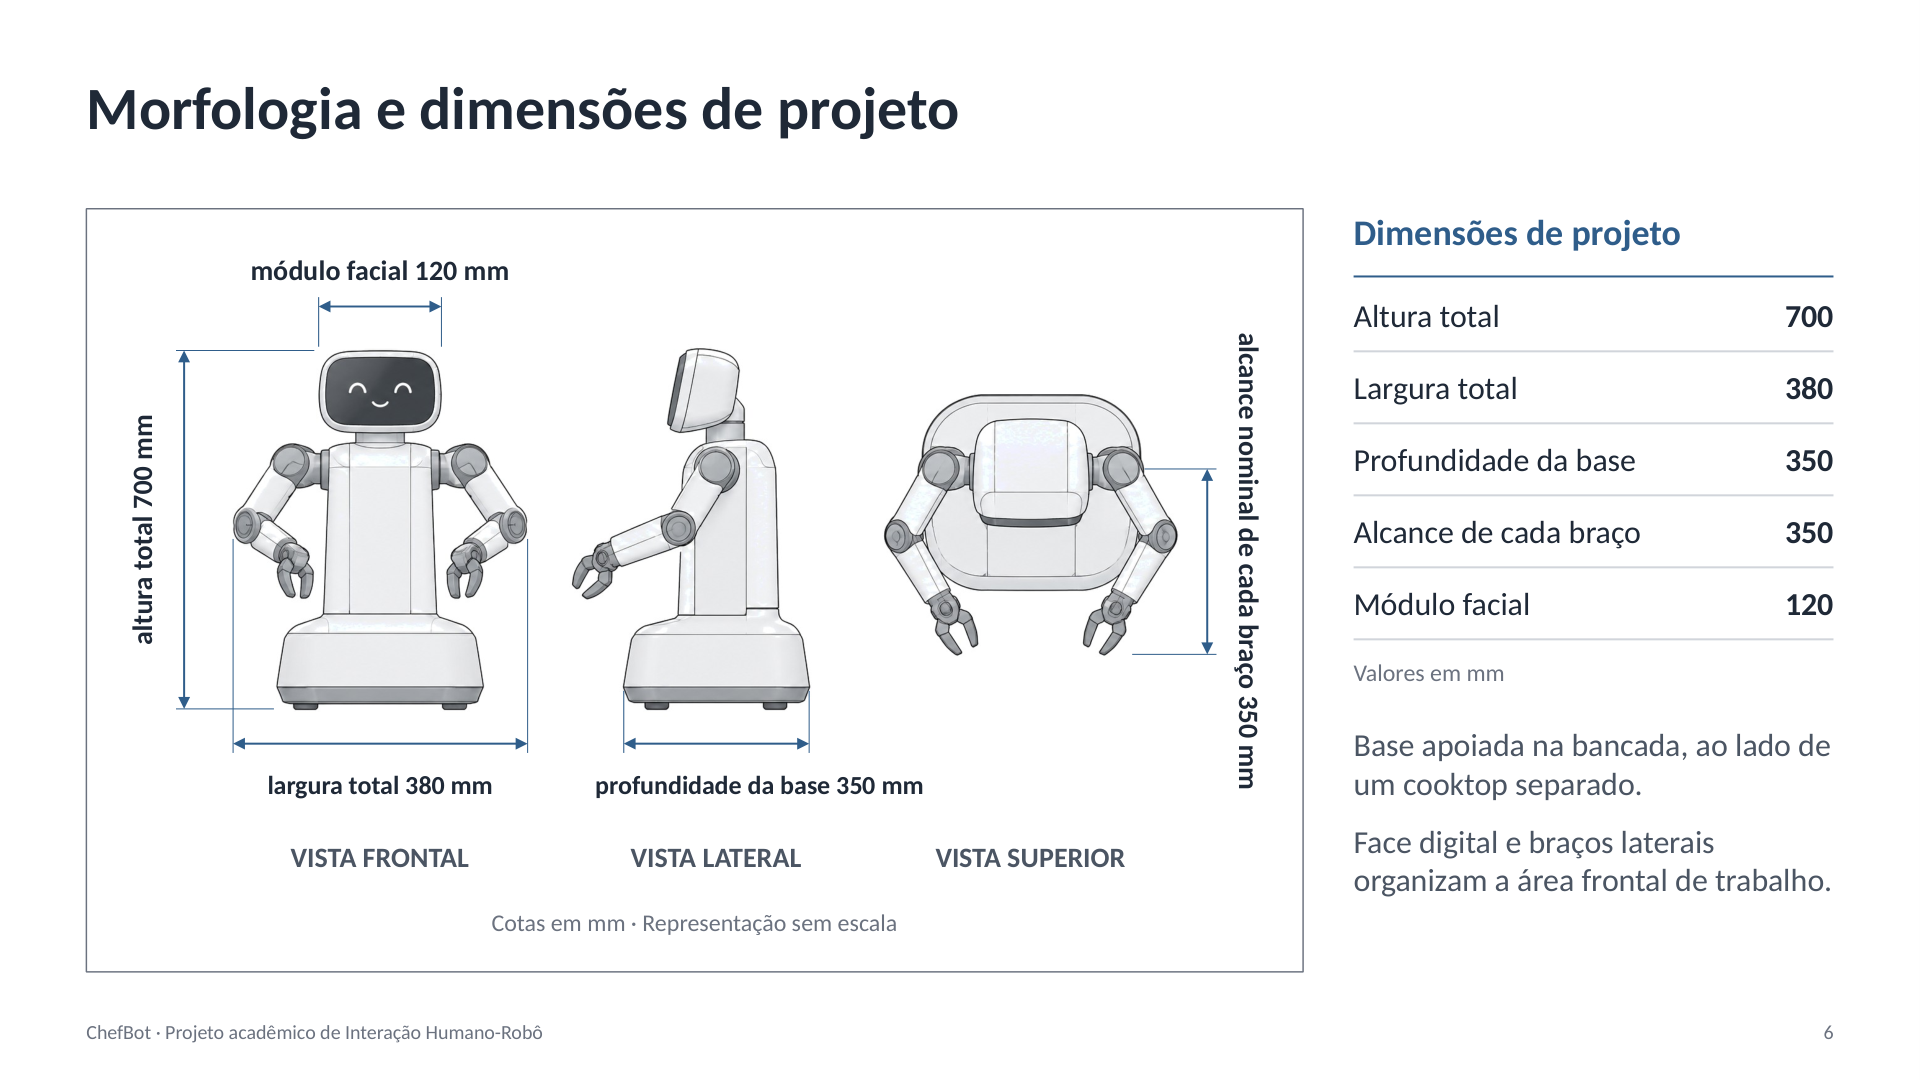 Morfologia e dimensões de projeto
módulo facial 120 mm
altura total 700 mm
largura total 380 mm
profundidade da base 350 mm
alcance nominal de cada braço 350 mm
VISTA FRONTAL
VISTA LATERAL
VISTA SUPERIOR
Cotas em mm · Representação sem escala
Dimensões de projeto
Altura total 700
Largura total 380
Profundidade da base 350
Alcance de cada braço 350
Módulo facial 120
Valores em mm
Base apoiada na bancada, ao lado de
um cooktop separado.
Face digital e braços laterais
organizam a área frontal de trabalho.
ChefBot · Projeto acadêmico de Interação Humano-Robô
6